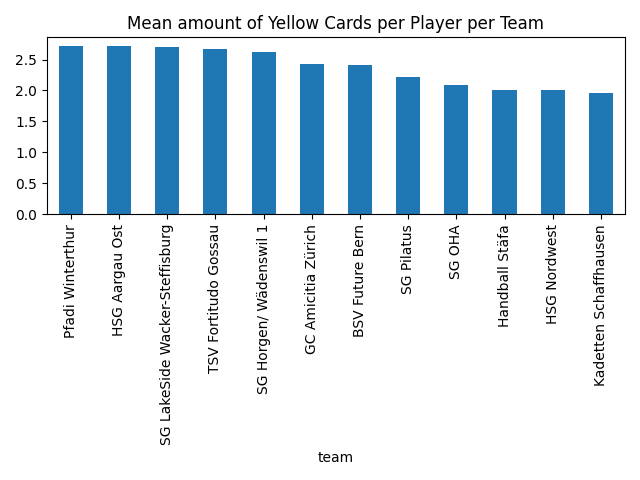 Mean amount of Yellow Cards per Player per Team
2.5
2.0
1.5
1.0
0.5
0.0
Pfadi Winterthur
HSG Aargau Ost
SG LakeSide Wacker-Steffisburg
TSV Fortitudo Gossau
SG Horgen/ Wädenswil 1
GC Amicitia Zürich
BSV Future Bern
SG Pilatus
SG OHA
Handball Stäfa
HSG Nordwest
Kadetten Schaffhausen
team